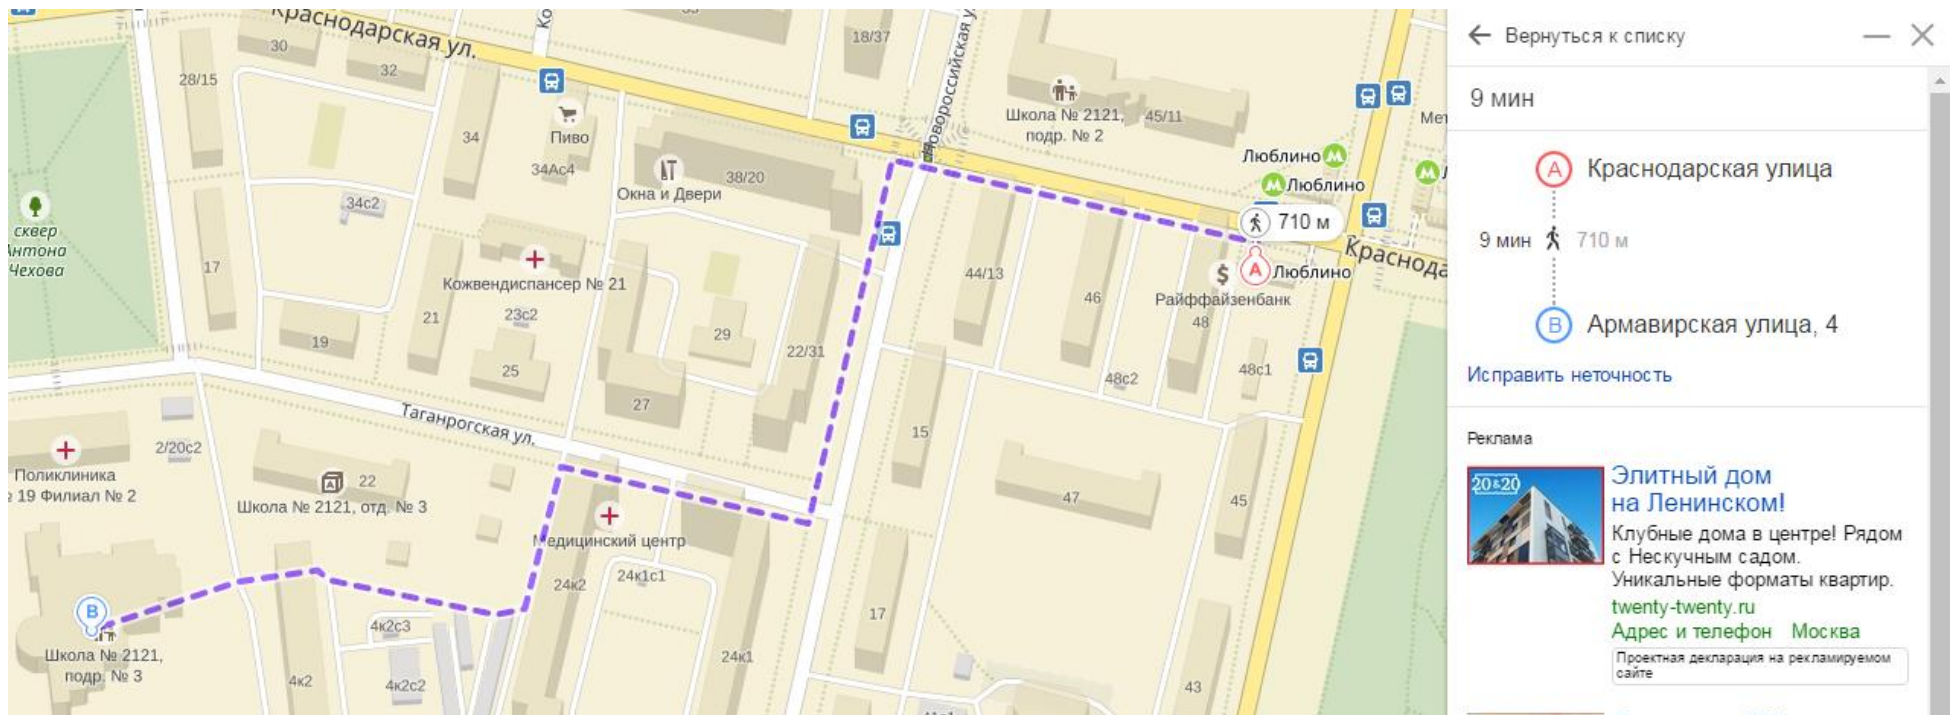 Краснодарская ул.
30
32
28/15
18/37
Новороссийская у
Школа № 2121,
подр. № 2
45/11
Мет
Пиво
34
34Ас4
Окна и Двери
38/20
Люблино
Люблино
710 м
34с2
сквер
Антона
Чехова
17
Кожвендиспансер № 21
23с2
21
19
25
29
27
22/31
44/13
46
48
Райффайзенбанк
A
Люблино
Краснода
48с2
48с1
Таганрогская ул.
15
47
45
2/20с2
Поликлиника
19 Филиал № 2
22
Школа № 2121, отд. № 3
Медицинский центр
24к2
24к1с1
17
B
Школа № 2121,
подр. № 3
4к2с3
4к2
4к2с2
24к1
43
Вернуться к списку
9 мин
A Краснодарская улица
9 мин 710 м
B Армавирская улица, 4
Исправить неточность
Реклама
20&20
Элитный дом
на Ленинском!
Клубные дома в центре! Рядом
с Нескучным садом.
Уникальные форматы квартир.
twenty-twenty.ru
Адрес и телефон Москва
Проектная декларация на рекламируемом
сайте